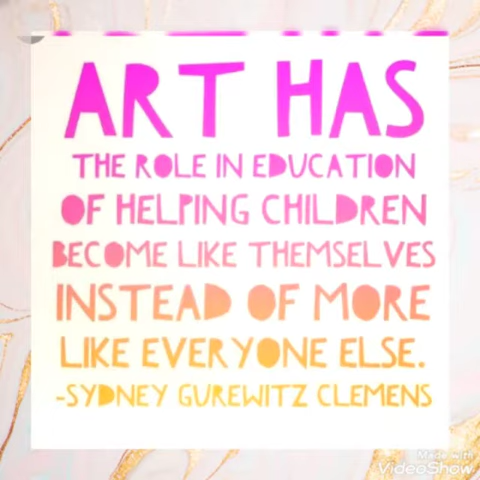 ART HAS
THE ROLE IN EDUCATION
OF HELPING CHILDREN
BECOME LIKE THEMSELVES
INSTEAD OF MORE
LIKE EVERYONE ELSE.
-SYDNEY GUREWITZ CLEMENS
Made with
VideoShow